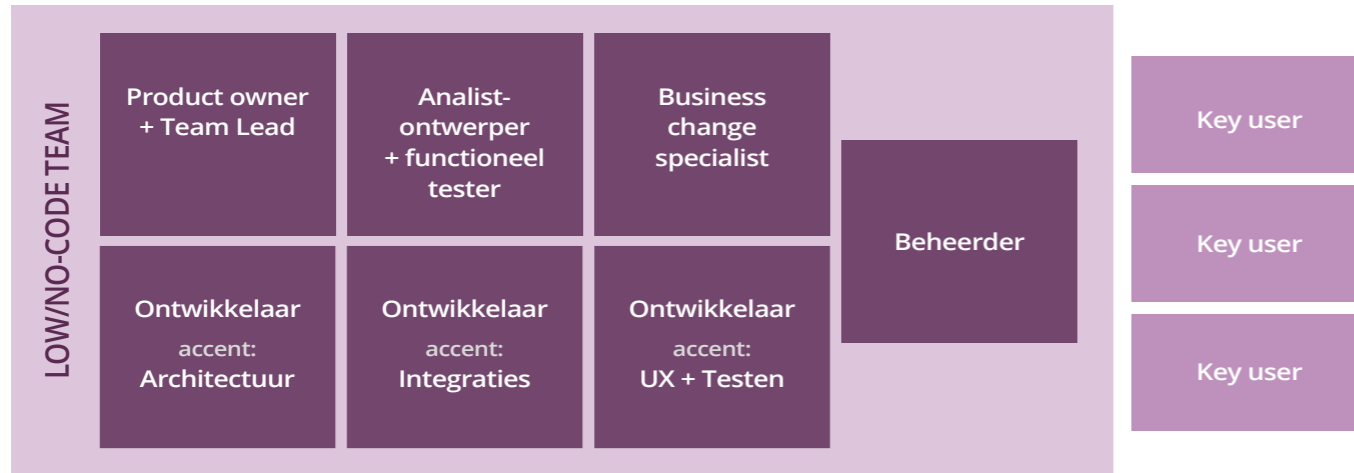 LOW/NO-CODE TEAM
Product owner
+ Team Lead
Analist-
ontwerper
+ functioneel
tester
Business
change
specialist
Beheerder
Ontwikkelaar
accent:
Architectuur
Ontwikkelaar
accent:
Integraties
Ontwikkelaar
accent:
UX + Testen
Key user
Key user
Key user